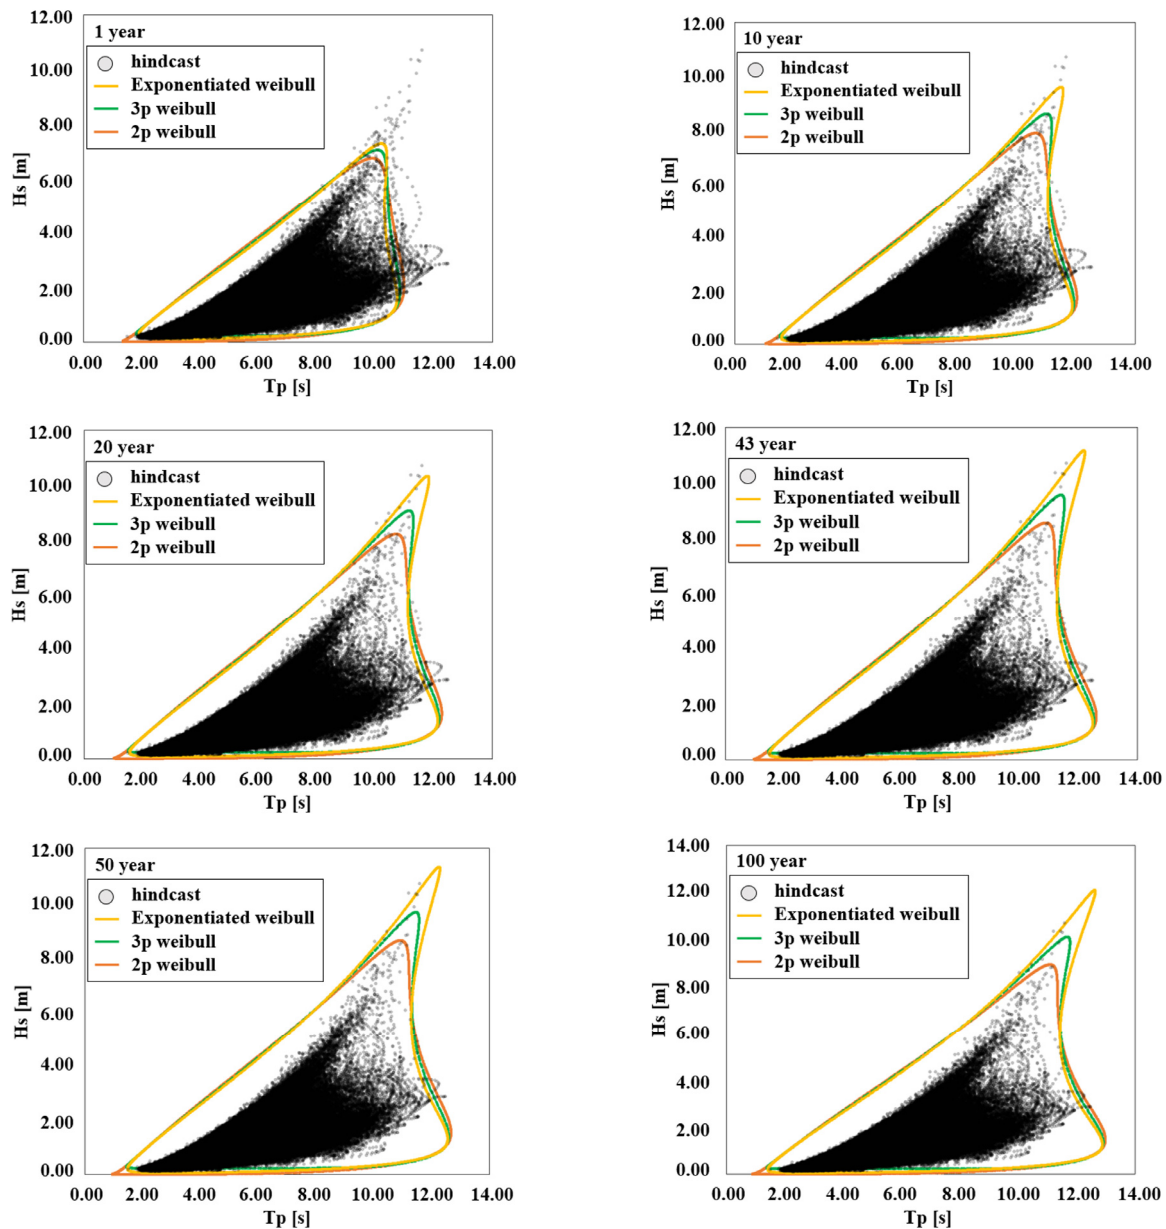 1 year
hindcast
Exponentiated weibull
3p weibull
2p weibull
12.00
10.00
8.00
6.00
4.00
2.00
0.00
Hs [m]
0.00 2.00 4.00 6.00 8.00 10.00 12.00 14.00
Tp [s]
10 year
hindcast
Exponentiated weibull
3p weibull
2p weibull
12.00
10.00
8.00
6.00
4.00
2.00
0.00
Hs [m]
0.00 2.00 4.00 6.00 8.00 10.00 12.00 14.00
Tp [s]
20 year
hindcast
Exponentiated weibull
3p weibull
2p weibull
12.00
10.00
8.00
6.00
4.00
2.00
0.00
Hs [m]
0.00 2.00 4.00 6.00 8.00 10.00 12.00 14.00
Tp [s]
43 year
hindcast
Exponentiated weibull
3p weibull
2p weibull
12.00
10.00
8.00
6.00
4.00
2.00
0.00
Hs [m]
0.00 2.00 4.00 6.00 8.00 10.00 12.00 14.00
Tp [s]
50 year
hindcast
Exponentiated weibull
3p weibull
2p weibull
12.00
10.00
8.00
6.00
4.00
2.00
0.00
Hs [m]
0.00 2.00 4.00 6.00 8.00 10.00 12.00 14.00
Tp [s]
100 year
hindcast
Exponentiated weibull
3p weibull
2p weibull
14.00
12.00
10.00
8.00
6.00
4.00
2.00
0.00
Hs [m]
0.00 2.00 4.00 6.00 8.00 10.00 12.00 14.00
Tp [s]